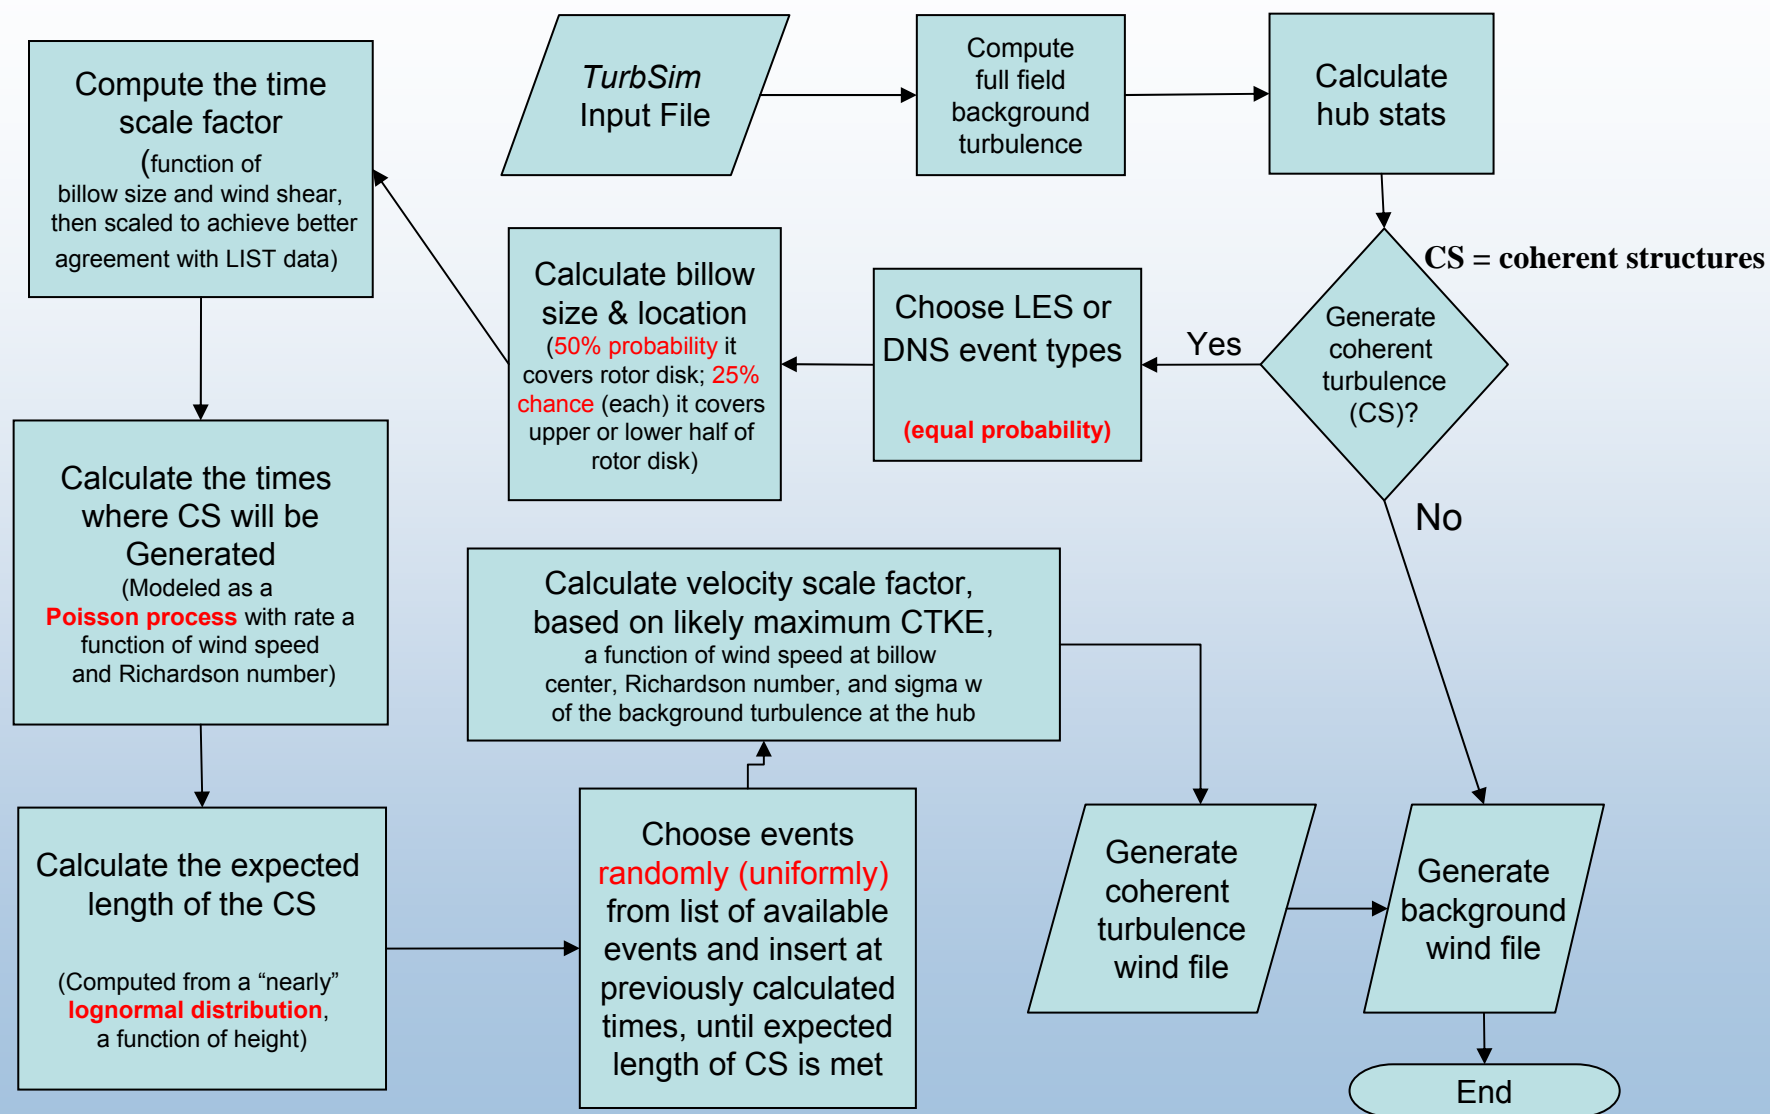 TurbSim
Input File
Compute
full field
background
turbulence
Calculate
hub stats
CS = coherent structures
Generate
coherent
turbulence
(CS)?
Yes
No
Choose LES or
DNS event types
(equal probability)
Calculate billow
size & location
(50% probability it
covers rotor disk; 25%
chance (each) it covers
upper or lower half of
rotor disk)
Compute the time
scale factor
(function of
billow size and wind shear,
then scaled to achieve better
agreement with LIST data)
Calculate the times
where CS will be
Generated
(Modeled as a
Poisson process with rate a
function of wind speed
and Richardson number)
Calculate the expected
length of the CS
(Computed from a “nearly”
lognormal distribution,
a function of height)
Choose events
randomly (uniformly)
from list of available
events and insert at
previously calculated
times, until expected
length of CS is met
Calculate velocity scale factor,
based on likely maximum CTKE,
a function of wind speed at billow
center, Richardson number, and sigma w
of the background turbulence at the hub
Generate
coherent
turbulence
wind file
Generate
background
wind file
End